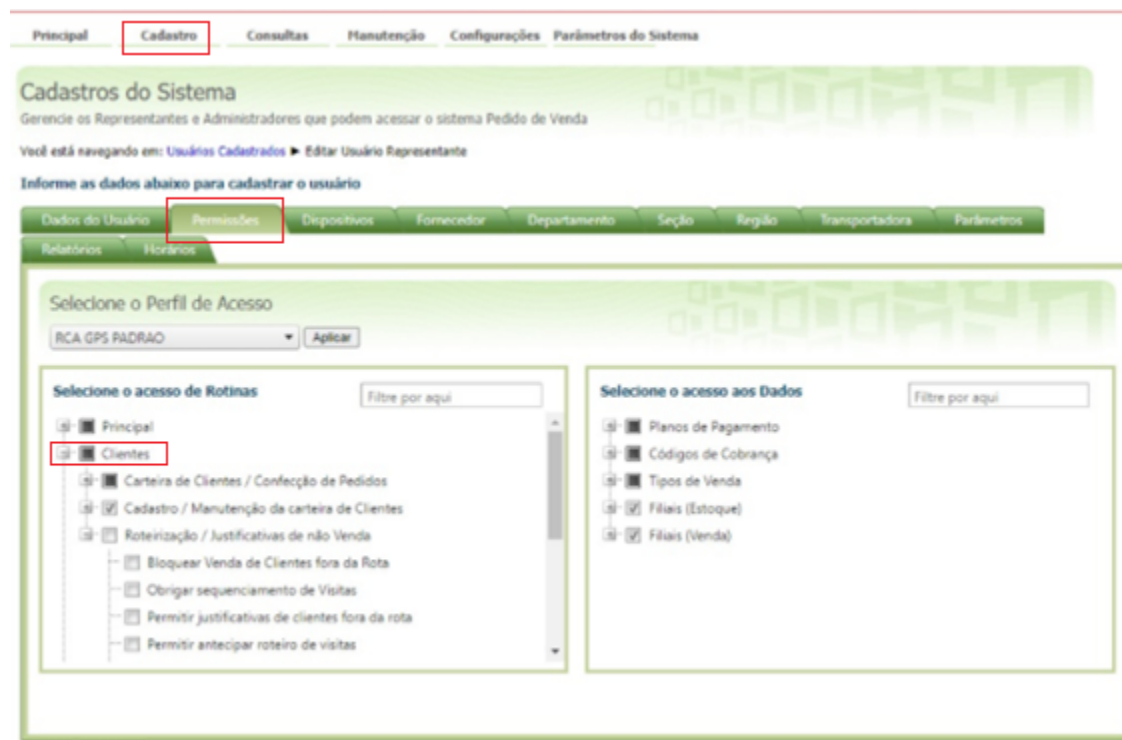 Principal Cadastro Consultas Manutenção Configurações Parâmetros do Sistema
Cadastros do Sistema
Gerencie os Representantes e Administradores que podem acessar o sistema Pedido de Venda
Você está navegando em: Usuários Cadastrados ► Editar Usuário Representante
Informe as dados abaixo para cadastrar o usuário
Dados do Usuário Permissões Dispositivos Fornecedor Departamento Seção Região Transportadora Parâmetros
Relatórios Horários
Selecione o Perfil de Acesso
RCA GPS PADRAO Aplicar
Selecione o acesso de Rotinas Filtre por aqui
Principal
Clientes
Carteira de Clientes / Confecção de Pedidos
Cadastro / Manutenção da carteira de Clientes
Roteirização / Justificativas de não Venda
Bloquear Venda de Clientes fora da Rota
Obrigar sequenciamento de Visitas
Permitir justificativas de clientes fora da rota
Permitir antecipar roteiro de visitas
Selecione o acesso aos Dados Filtre por aqui
Planos de Pagamento
Códigos de Cobrança
Tipos de Venda
Filiais (Estoque)
Filiais (Venda)